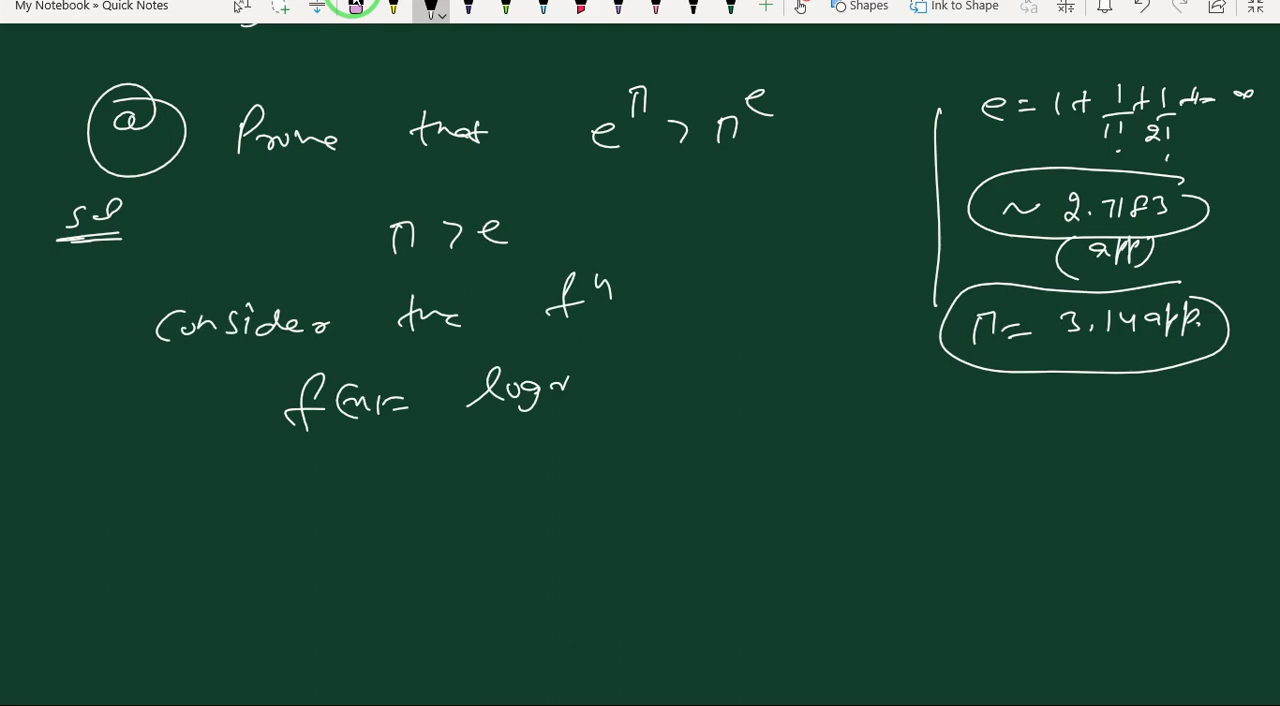 My Notebook » Quick Notes
Shapes
Ink to Shape
@ Prove that e^π > π^e
e = 1 + 1/1! + 1/2! + - ∞
sol
~ 2.7183
(app)
π > e
π = 3.14 app.
Consider the fn
f(x) = log x